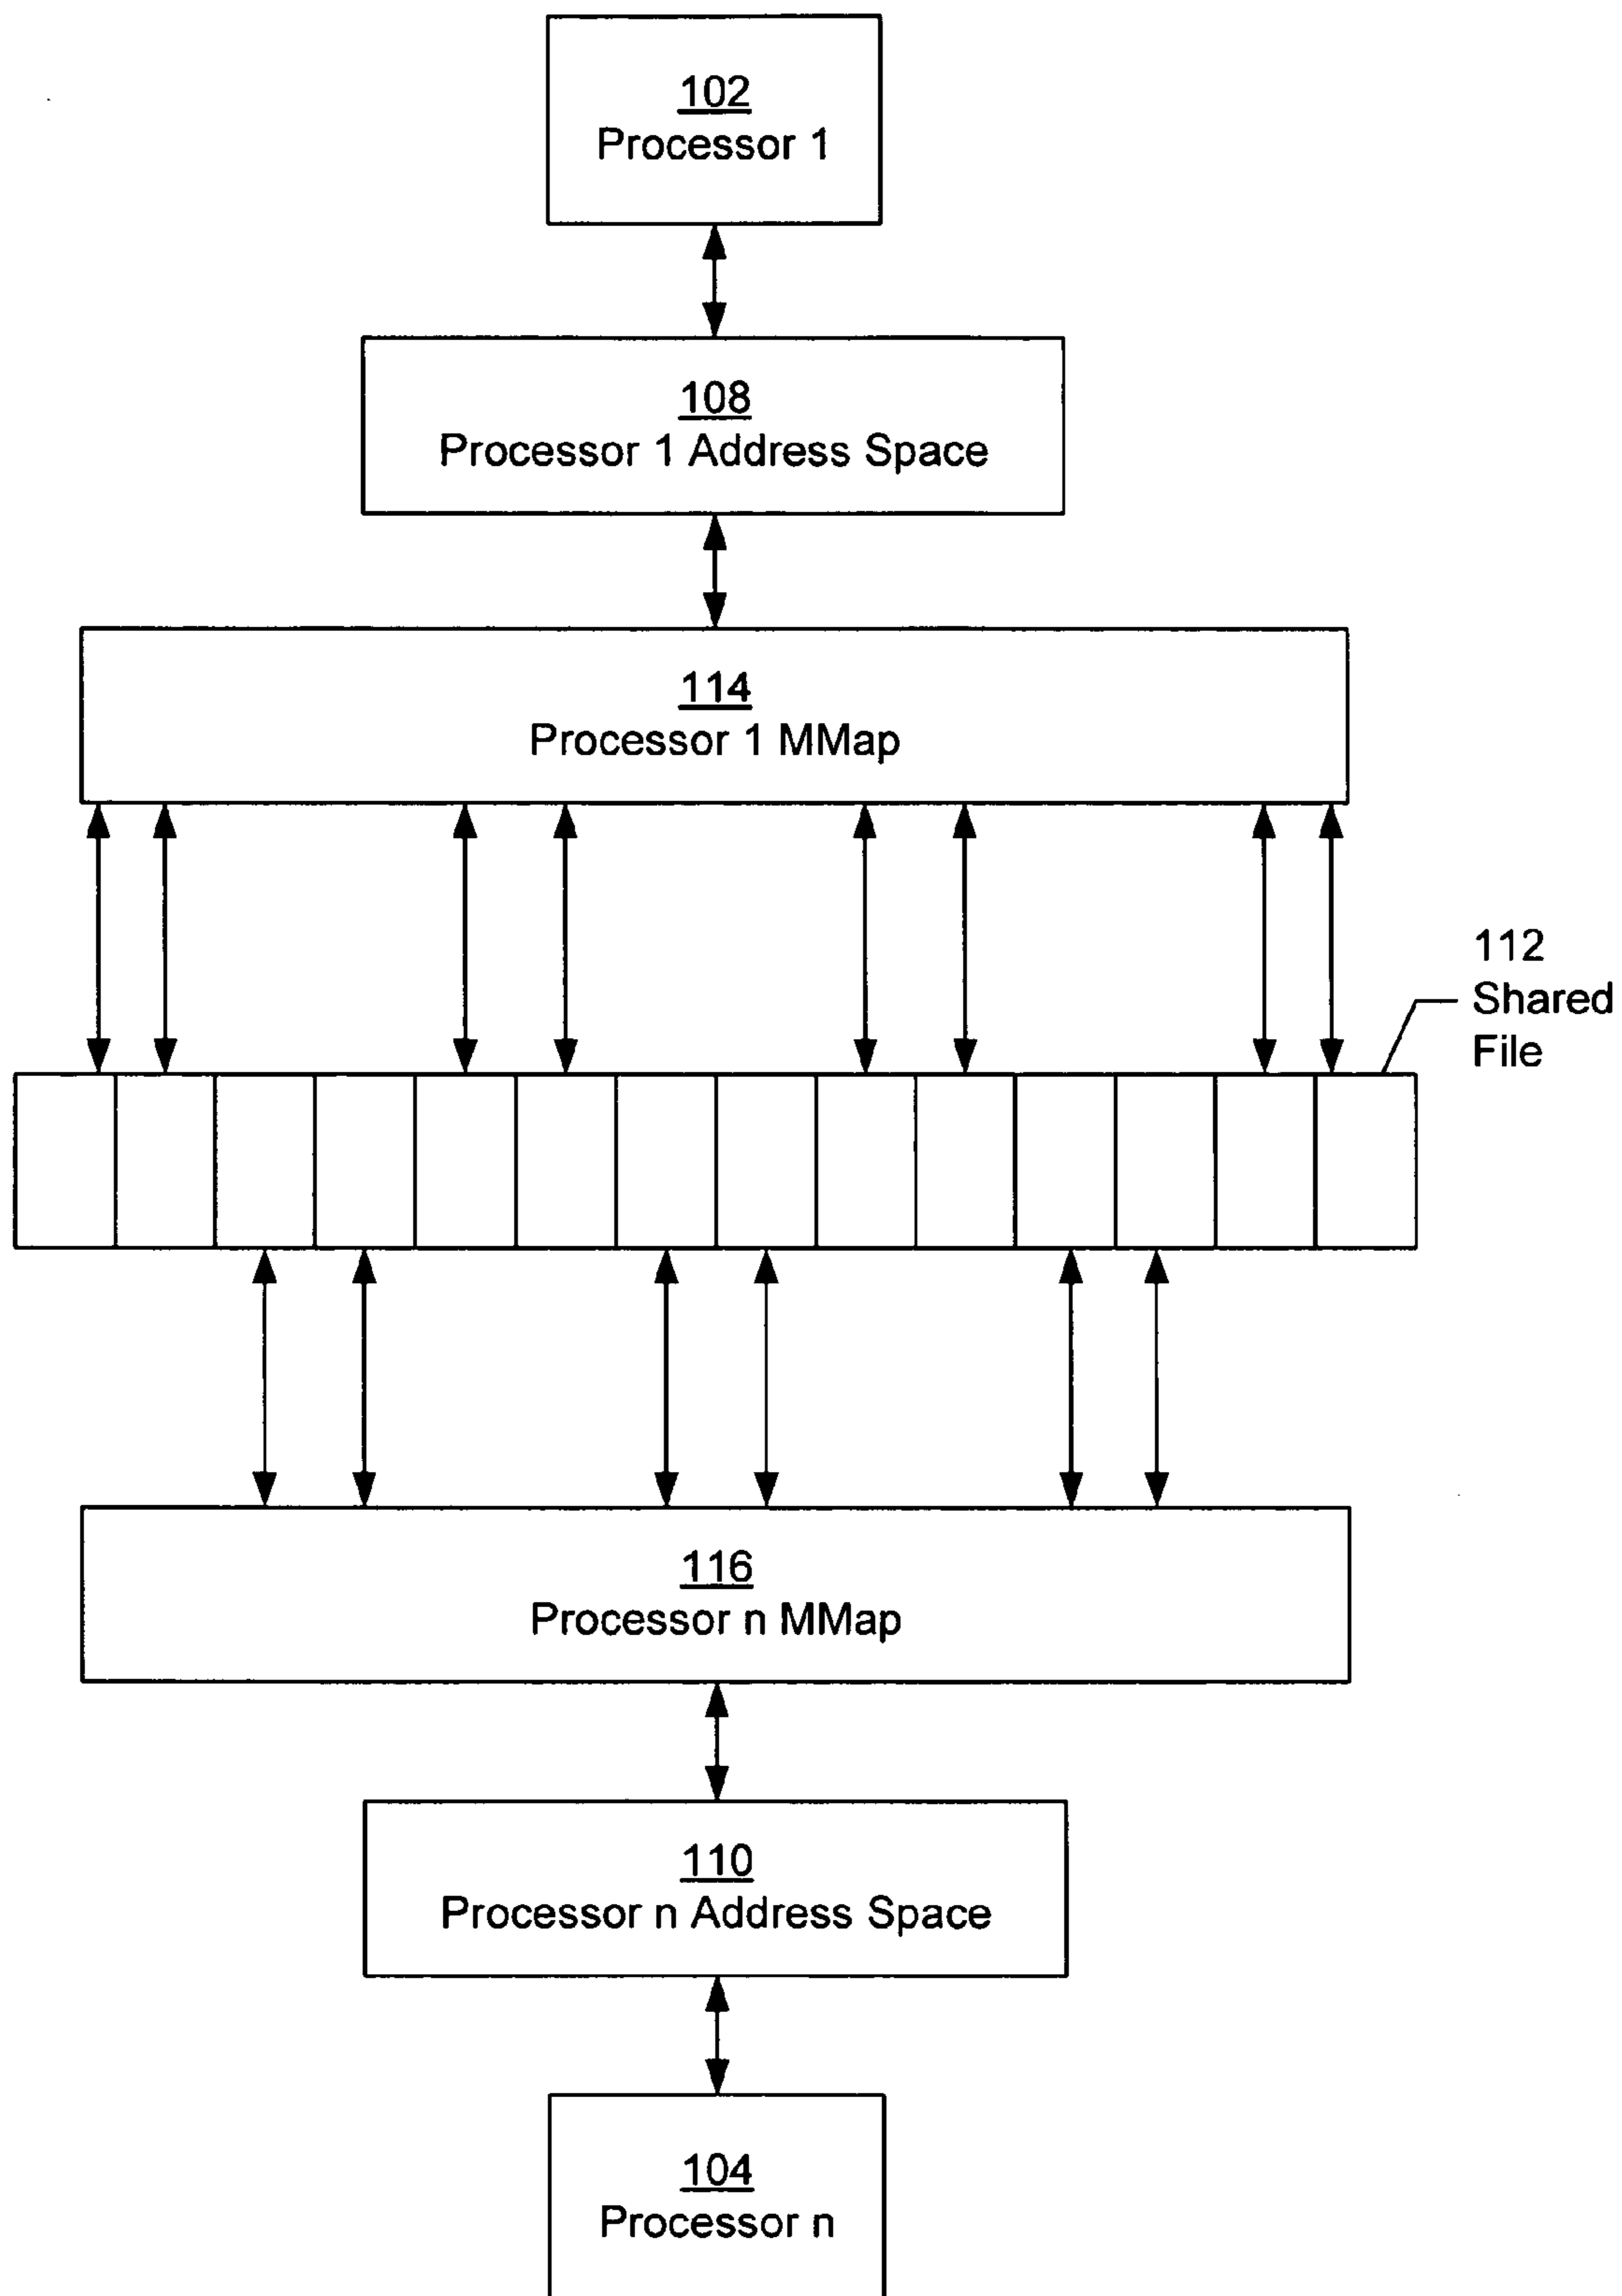 102
Processor 1
108
Processor 1 Address Space
114
Processor 1 MMap
112
Shared
File
116
Processor n MMap
110
Processor n Address Space
104
Processor n